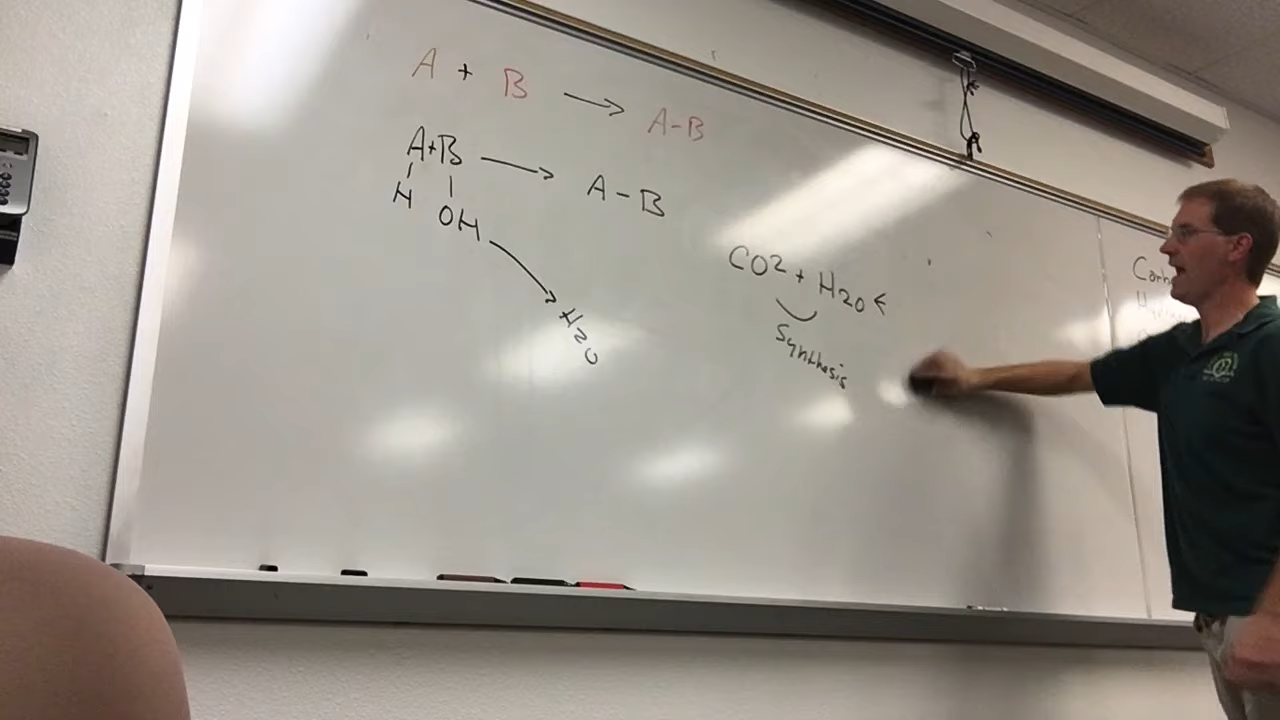 A + B → A-B
A+B → A-B
H OH
H2O
CO2 + H2O ←
Synthesis